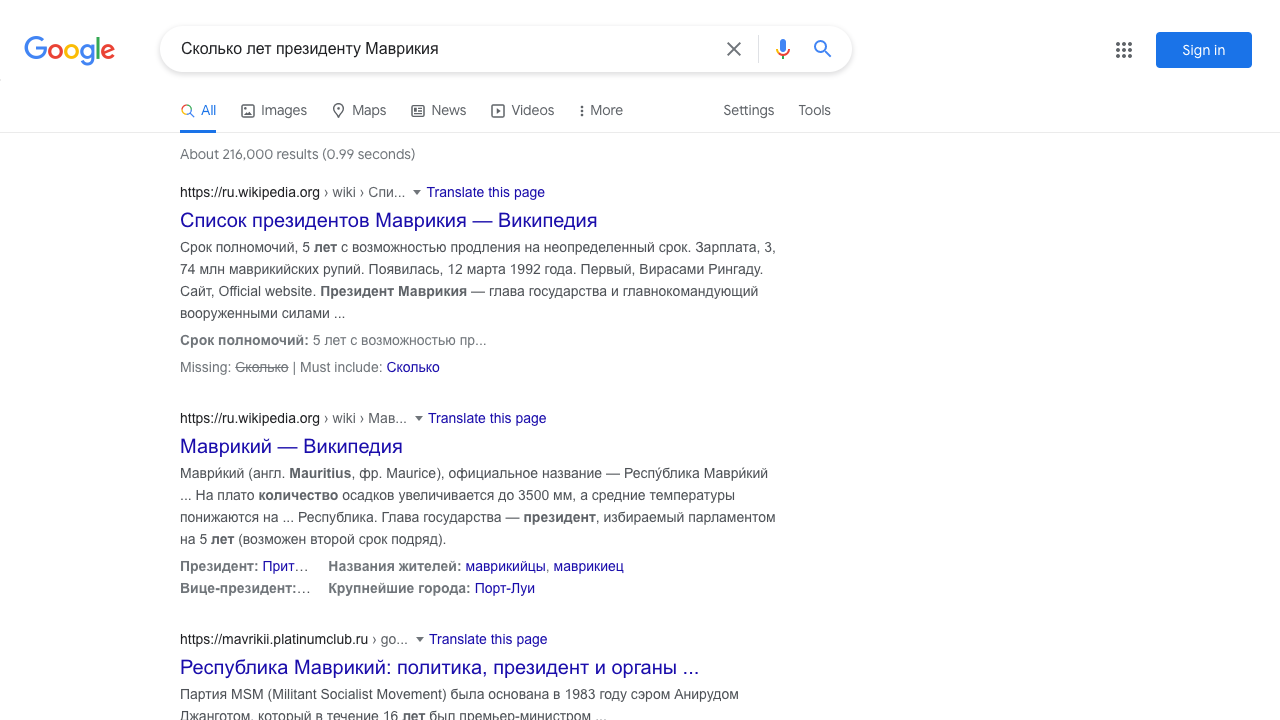 Google
Сколько лет президенту Маврикия
Sign in
All Images Maps News Videos More Settings Tools
About 216,000 results (0.99 seconds)
https://ru.wikipedia.org › wiki › Спи... Translate this page
Список президентов Маврикия — Википедия
Срок полномочий, 5 лет с возможностью продления на неопределенный срок. Зарплата, 3,
74 млн маврикийских рупий. Появилась, 12 марта 1992 года. Первый, Вирасами Рингаду.
Сайт, Official website. Президент Маврикия — глава государства и главнокомандующий
вооруженными силами ...
Срок полномочий: 5 лет с возможностью пр...
Missing: Сколько | Must include: Сколько
https://ru.wikipedia.org › wiki › Мав... Translate this page
Маврикий — Википедия
Маври́кий (англ. Mauritius, фр. Maurice), официальное название — Респу́блика Маври́кий
... На плато количество осадков увеличивается до 3500 мм, а средние температуры
понижаются на ... Республика. Глава государства — президент, избираемый парламентом
на 5 лет (возможен второй срок подряд).
Президент: Прит... Названия жителей: маврикийцы, маврикиец
Вице-президент:... Крупнейшие города: Порт-Луи
https://mavrikii.platinumclub.ru › go... Translate this page
Республика Маврикий: политика, президент и органы ...
Партия MSM (Militant Socialist Movement) была основана в 1983 году сэром Анирудом
Джанготом, который в течение 16 лет был премьер-министром ...